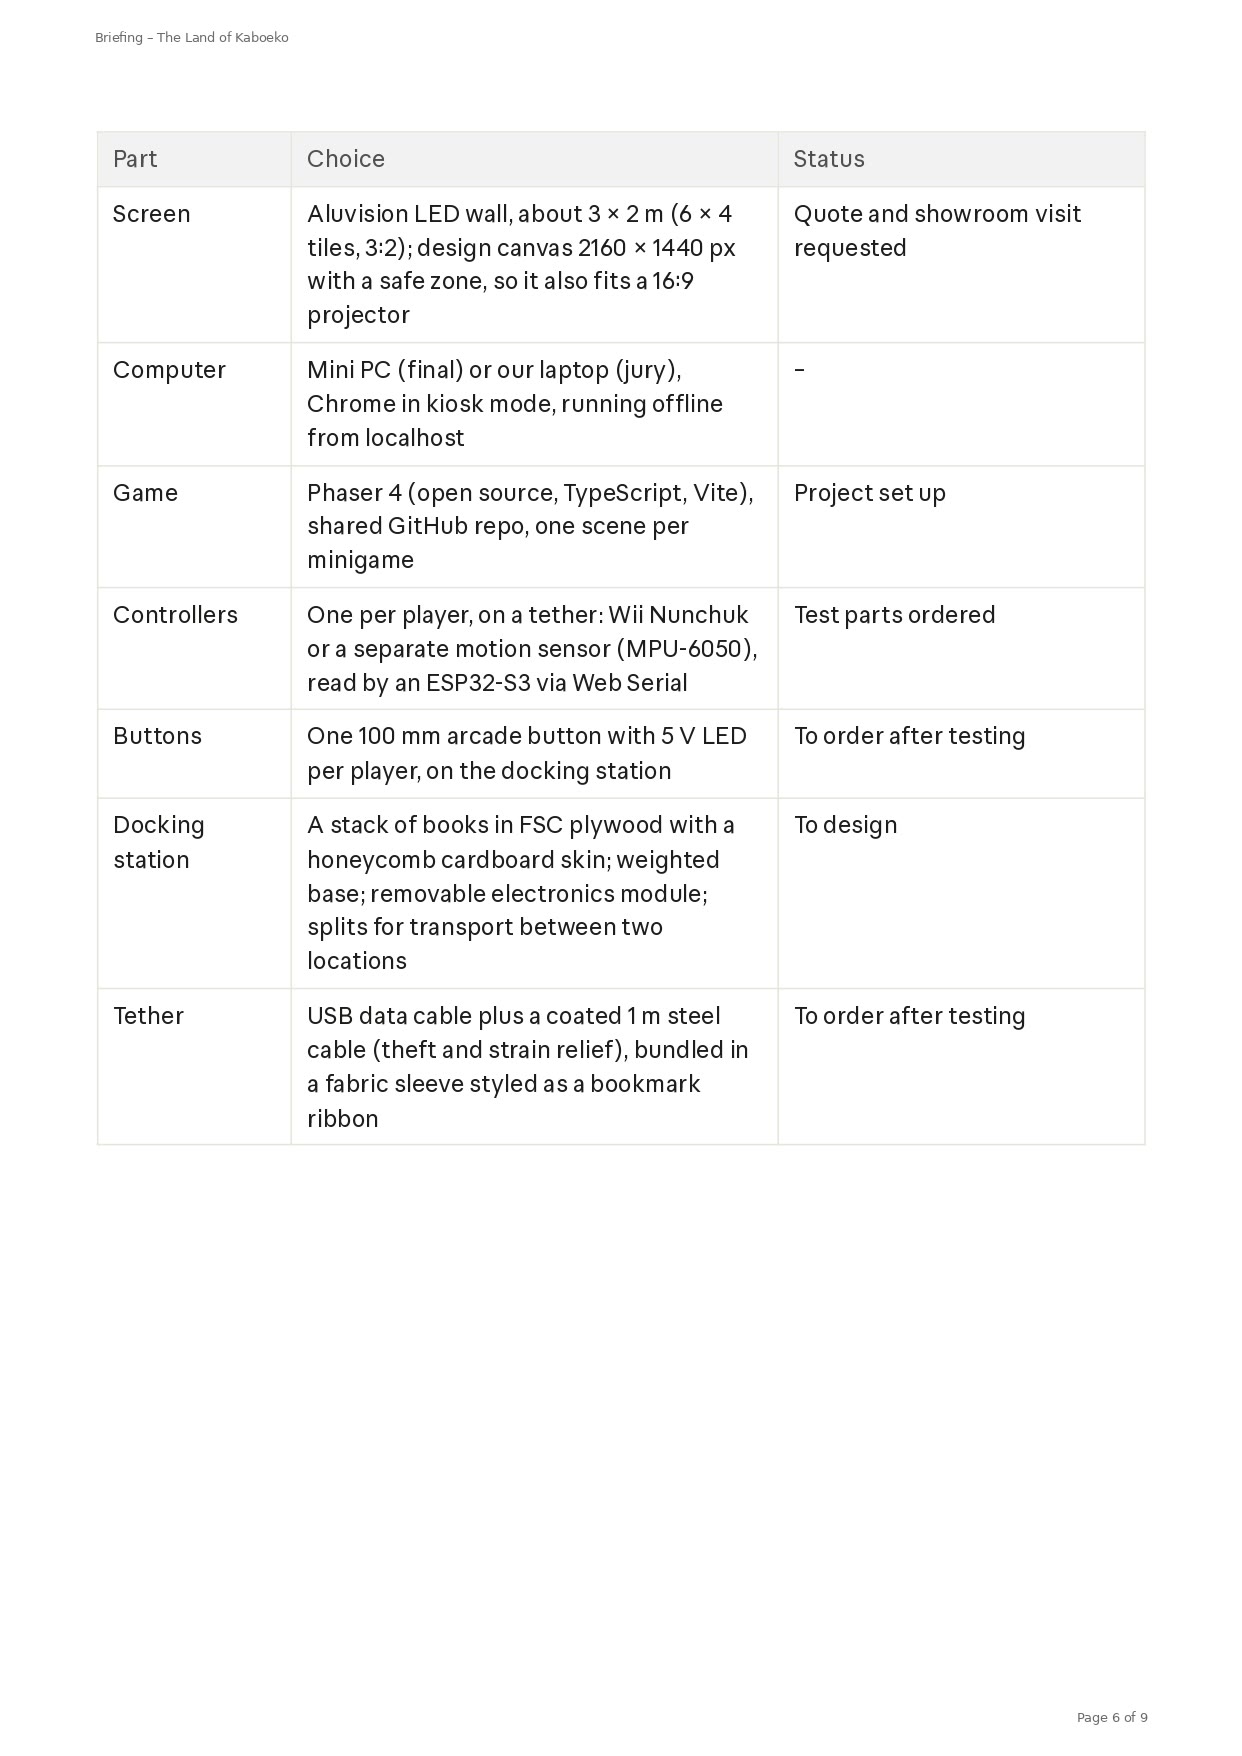 Briefing – The Land of Kaboeko
Part Choice Status
Screen Aluvision LED wall, about 3 × 2 m (6 × 4 Quote and showroom visit
tiles, 3:2); design canvas 2160 × 1440 px requested
with a safe zone, so it also fits a 16:9
projector
Computer Mini PC (final) or our laptop (jury), –
Chrome in kiosk mode, running offline
from localhost
Game Phaser 4 (open source, TypeScript, Vite), Project set up
shared GitHub repo, one scene per
minigame
Controllers One per player, on a tether: Wii Nunchuk Test parts ordered
or a separate motion sensor (MPU-6050),
read by an ESP32-S3 via Web Serial
Buttons One 100 mm arcade button with 5 V LED To order after testing
per player, on the docking station
Docking A stack of books in FSC plywood with a To design
station honeycomb cardboard skin; weighted
base; removable electronics module;
splits for transport between two
locations
Tether USB data cable plus a coated 1 m steel To order after testing
cable (theft and strain relief), bundled in
a fabric sleeve styled as a bookmark
ribbon
Page 6 of 9